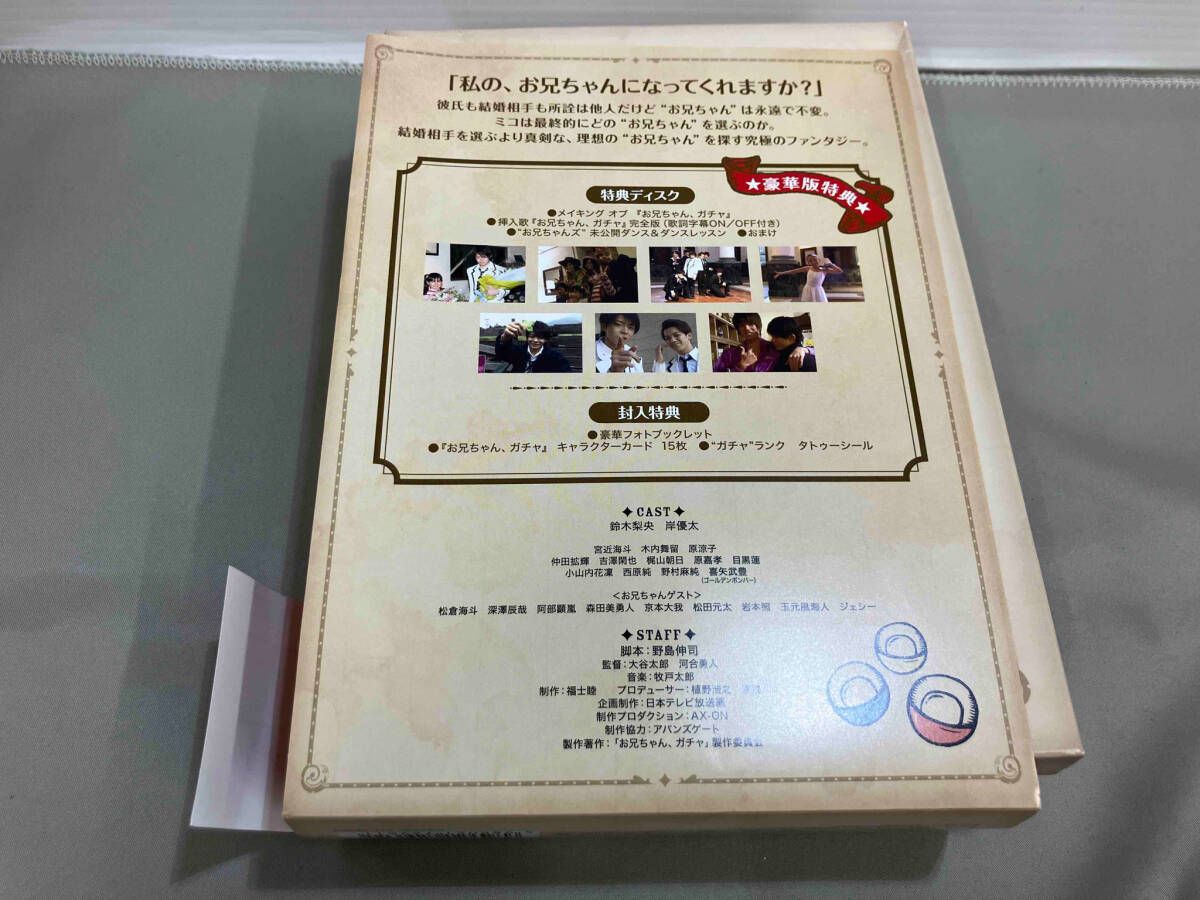 「私の、お兄ちゃんになってくれますか?」
彼氏も結婚相手も所詮は他人だけど“お兄ちゃん”は永遠で不変。
ミコは最終的にどの“お兄ちゃん”を選ぶのか。
結婚相手を選ぶより真剣な、理想の“お兄ちゃん”を探す究極のファンタジー。
★豪華版特典★
特典ディスク
●メイキング オブ 『お兄ちゃん、ガチャ』
●挿入歌『お兄ちゃん、ガチャ』完全版（歌詞字幕ON／OFF付き）
●“お兄ちゃんズ”未公開ダンス＆ダンスレッスン ●おまけ
封入特典
●豪華フォトブックレット
●『お兄ちゃん、ガチャ』 キャラクターカード 15枚 ●“ガチャ”ランク タトゥーシール
✦CAST✦
鈴木梨央 岸優太
宮近海斗 木内舞留 原涼子
仲田拡輝 吉澤閑也 梶山朝日 原嘉孝 目黒蓮
小山内花凜 西原純 野村麻純 喜矢武豊
(ゴールデンボンバー)
＜お兄ちゃんゲスト＞
松倉海斗 深澤辰哉 阿部顕嵐 森田美勇人 京本大我 松田元太 岩本照 玉元風海人 ジェシー
✦STAFF✦
脚本：野島伸司
監督：大谷太郎 河合勇人
音楽：牧戸太郎
制作：福士睦 プロデューサー：植野浩之
企画制作：日本テレビ放送網
制作プロダクション：AX-ON
制作協力：アバンズゲート
製作著作：「お兄ちゃん、ガチャ」製作委員会